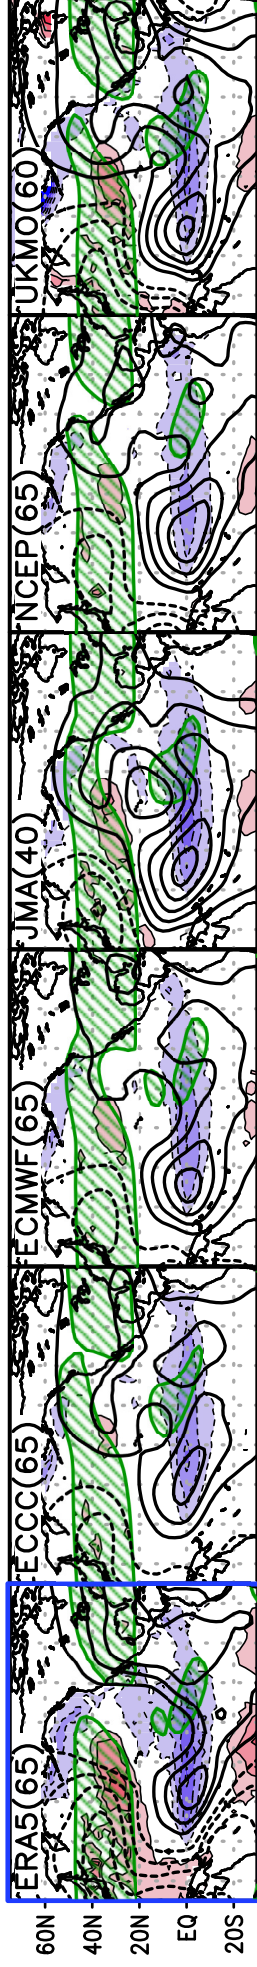 UKMO(60)
NCEP(65)
JMA(40)
ECMWF(65)
ECCC(65)
ERA5(65)
60N
40N
20N
EQ
20S